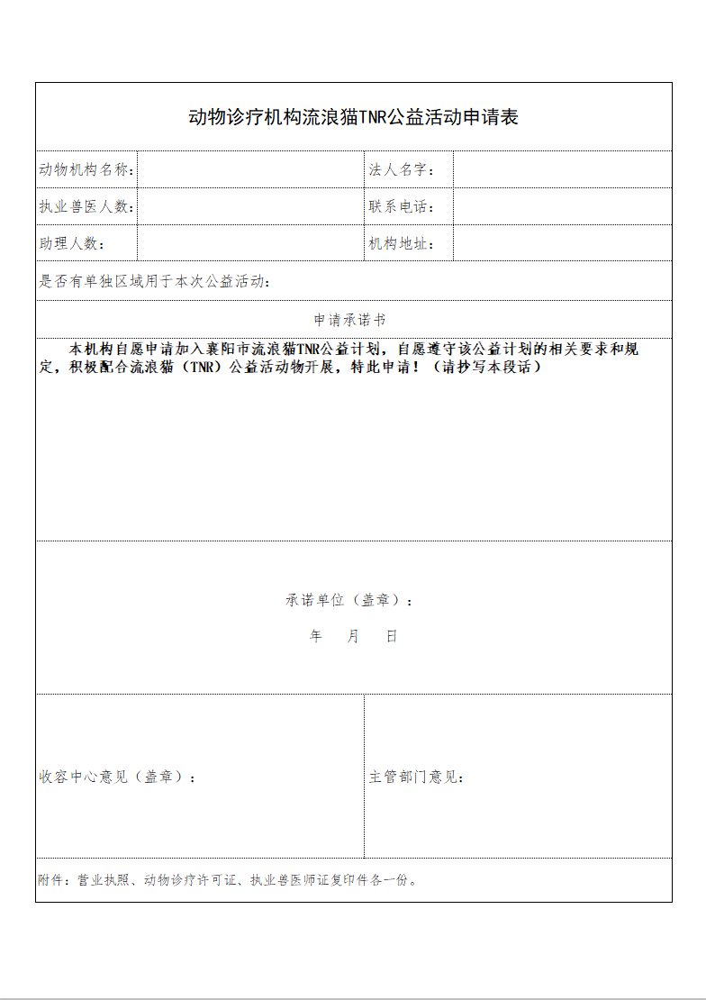 动物诊疗机构流浪猫TNR公益活动申请表
动物机构名称：
法人名字：
执业兽医人数：
联系电话：
助理人数：
机构地址：
是否有单独区域用于本次公益活动：
申请承诺书
本机构自愿申请加入襄阳市流浪猫TNR公益计划，自愿遵守该公益计划的相关要求和规
定，积极配合流浪猫（TNR）公益活动物开展，特此申请！（请抄写本段话）
承诺单位（盖章）：
年 月 日
收容中心意见（盖章）：
主管部门意见：
附件：营业执照、动物诊疗许可证、执业兽医师证复印件各一份。